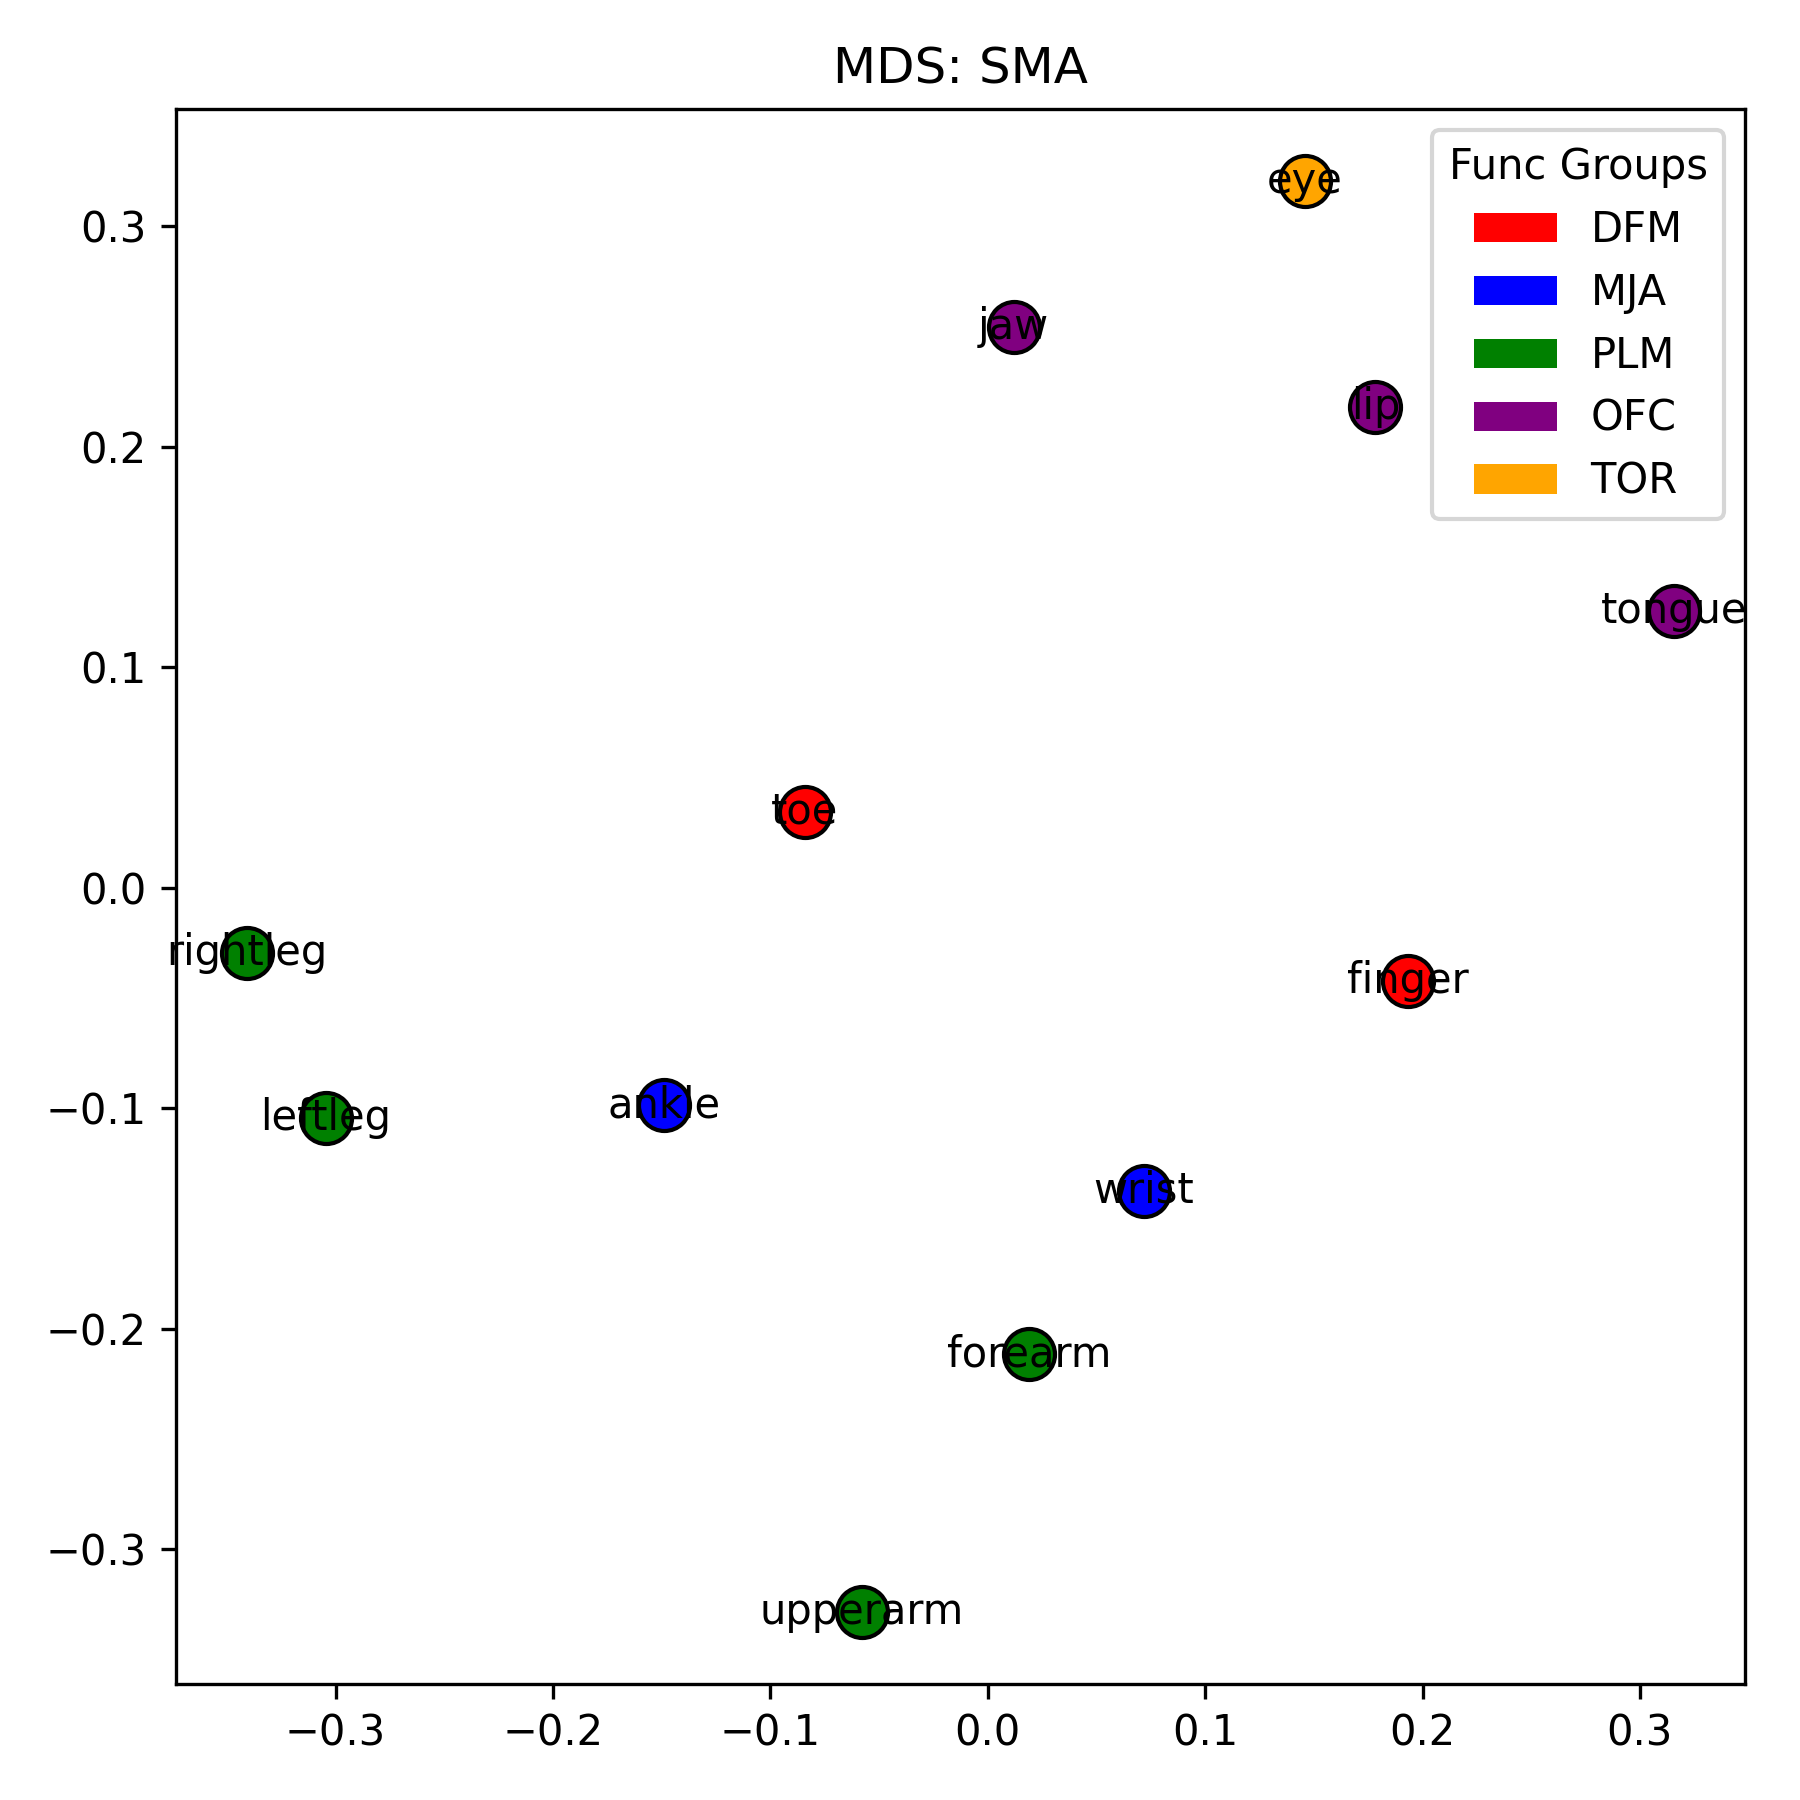 MDS: SMA
Func Groups
DFM
MJA
PLM
OFC
TOR
eye
jaw
lip
tongue
toe
rightleg
finger
leftleg
ankle
wrist
forearm
upperarm
0.3
0.2
0.1
0.0
−0.1
−0.2
−0.3
−0.3 −0.2 −0.1 0.0 0.1 0.2 0.3